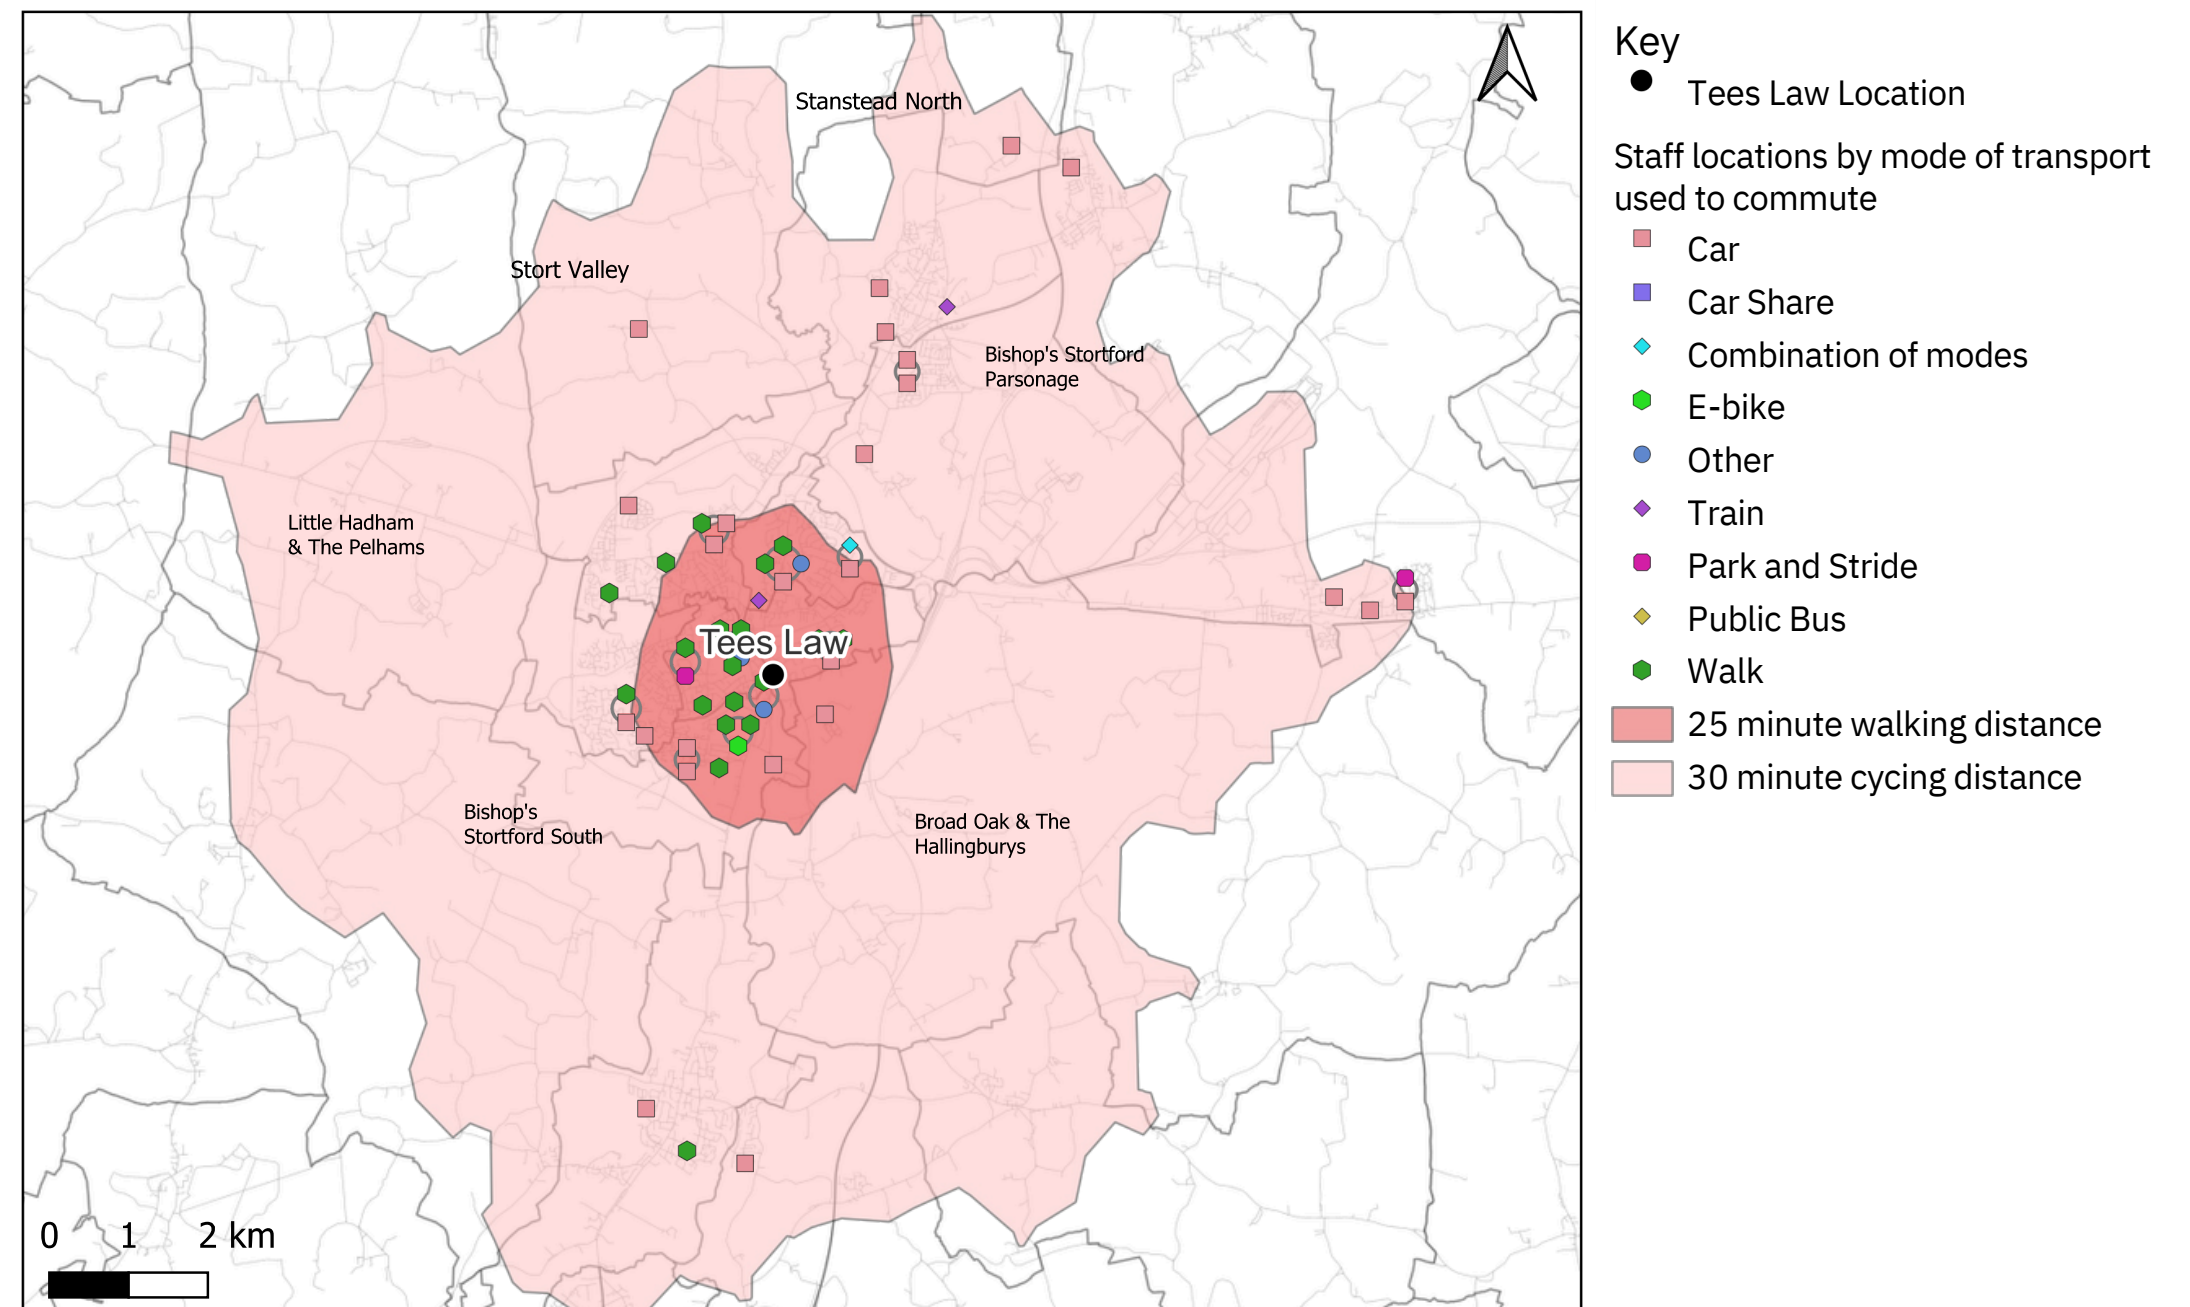 Stanstead North
Stort Valley
Bishop's Stortford
Parsonage
Little Hadham
& The Pelhams
Tees Law
Bishop's
Stortford South
Broad Oak & The
Hallingburys
0 1 2 km
Key
Tees Law Location
Staff locations by mode of transport
used to commute
Car
Car Share
Combination of modes
E-bike
Other
Train
Park and Stride
Public Bus
Walk
25 minute walking distance
30 minute cycing distance